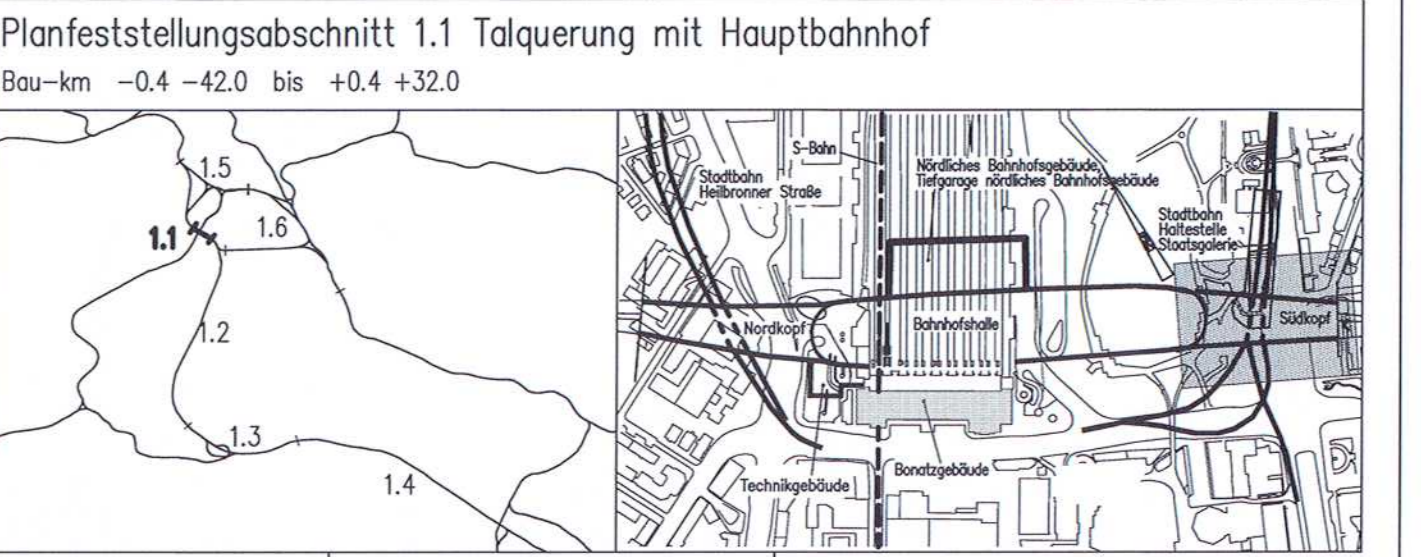 Planfeststellungsabschnitt 1.1 Talquerung mit Hauptbahnhof
Bau-km -0.4 -42.0 bis +0.4 +32.0
1.5
1.6
1.1
1.2
1.3
1.4
S-Bahn
Stadtbahn
Heilbronner Straße
Nördliches Bahnhofsgebäude,
Tiefgarage nördliches Bahnhofsgebäude
Stadtbahn
Haltestelle
Staatsgalerie
Nordkopf
Bahnhofshalle
Südkopf
Technikgebäude
Bonatzgebäude